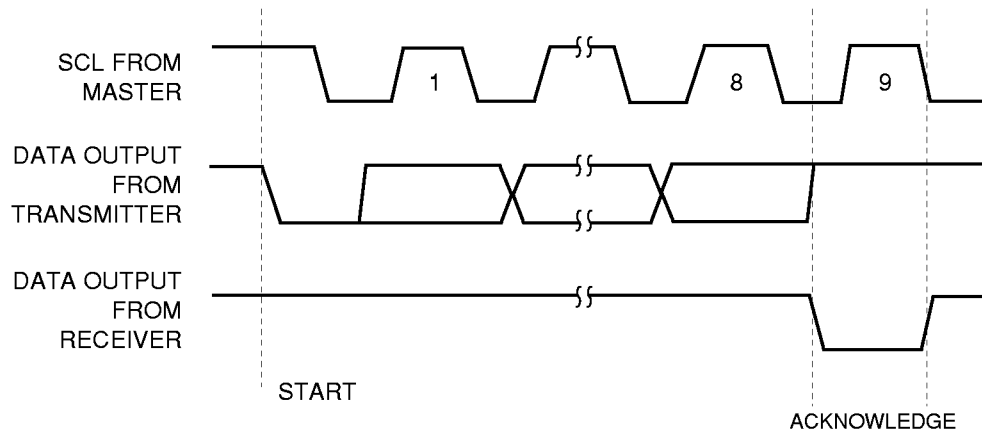 SCL FROM
MASTER
1
8
9
DATA OUTPUT
FROM
TRANSMITTER
DATA OUTPUT
FROM
RECEIVER
START
ACKNOWLEDGE